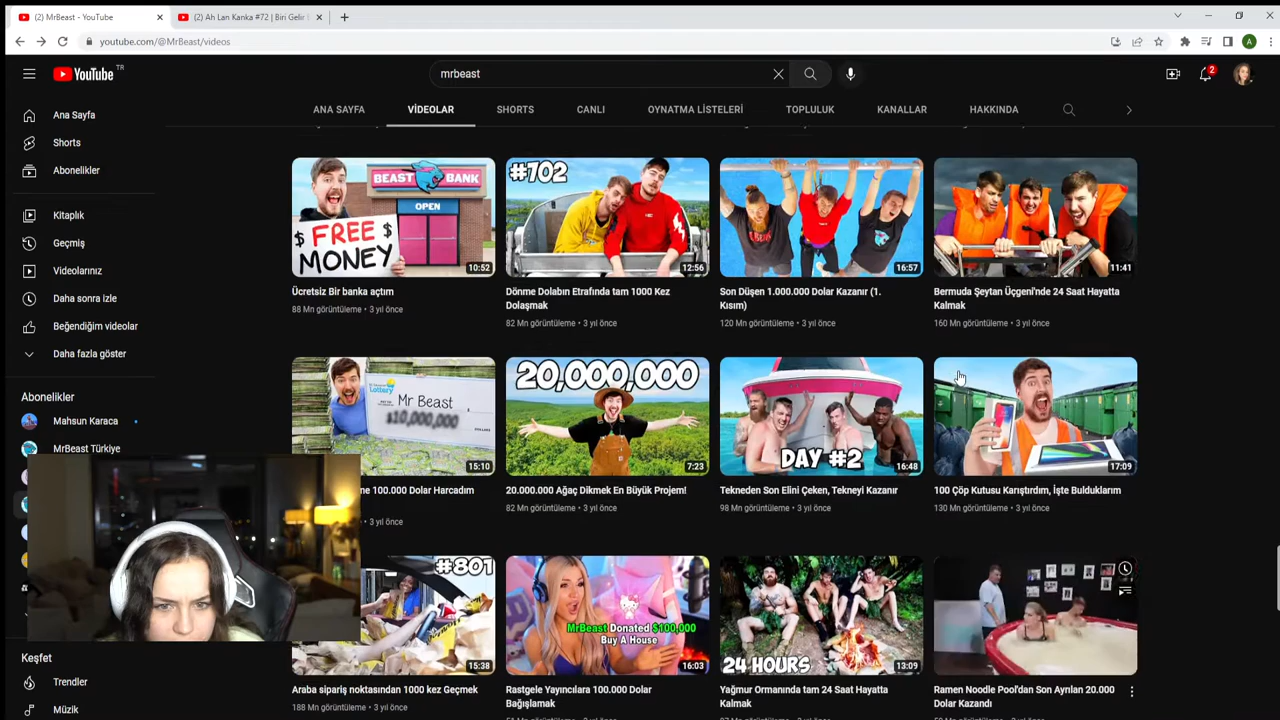 (2) MrBeast - YouTube
(2) Ah Lan Kanka #72 | Biri Gelir
youtube.com/@MrBeast/videos
A
YouTube TR
mrbeast
2
ANA SAYFA VİDEOLAR SHORTS CANLI OYNATMA LİSTELERİ TOPLULUK KANALLAR HAKKINDA
Ana Sayfa
Shorts
Abonelikler
Kitaplık
Geçmiş
Videolarınız
Daha sonra izle
Beğendiğim videolar
Daha fazla göster
Abonelikler
Mahsun Karaca
MrBeast Türkiye
Keşfet
Trendler
Müzik
BEAST BANK
OPEN
$ FREE $
MONEY
10:52
Ücretsiz Bir banka açtım
88 Mn görüntüleme • 3 yıl önce
#702
12:56
Dönme Dolabın Etrafında tam 1000 Kez
Dolaşmak
82 Mn görüntüleme • 3 yıl önce
16:57
Son Düşen 1.000.000 Dolar Kazanır (1.
Kısım)
120 Mn görüntüleme • 3 yıl önce
11:41
Bermuda Şeytan Üçgeni'nde 24 Saat Hayatta
Kalmak
160 Mn görüntüleme • 3 yıl önce
Lottery
Mr Beast
$10,000,000
15:10
me 100.000 Dolar Harcadım
• 3 yıl önce
20,000,000
7:23
20.000.000 Ağaç Dikmek En Büyük Projem!
82 Mn görüntüleme • 3 yıl önce
DAY #2
16:48
Tekneden Son Elini Çeken, Tekneyi Kazanır
98 Mn görüntüleme • 3 yıl önce
17:09
100 Çöp Kutusu Karıştırdım, İşte Bulduklarım
130 Mn görüntüleme • 3 yıl önce
#801
15:38
Araba sipariş noktasından 1000 kez Geçmek
188 Mn görüntüleme • 3 yıl önce
MrBeast Donated $100,000
Buy A House
16:03
Rastgele Yayıncılara 100.000 Dolar
Bağışlamak
24 HOURS
13:09
Yağmur Ormanında tam 24 Saat Hayatta
Kalmak
Ramen Noodle Pool'dan Son Ayrılan 20.000
Dolar Kazandı